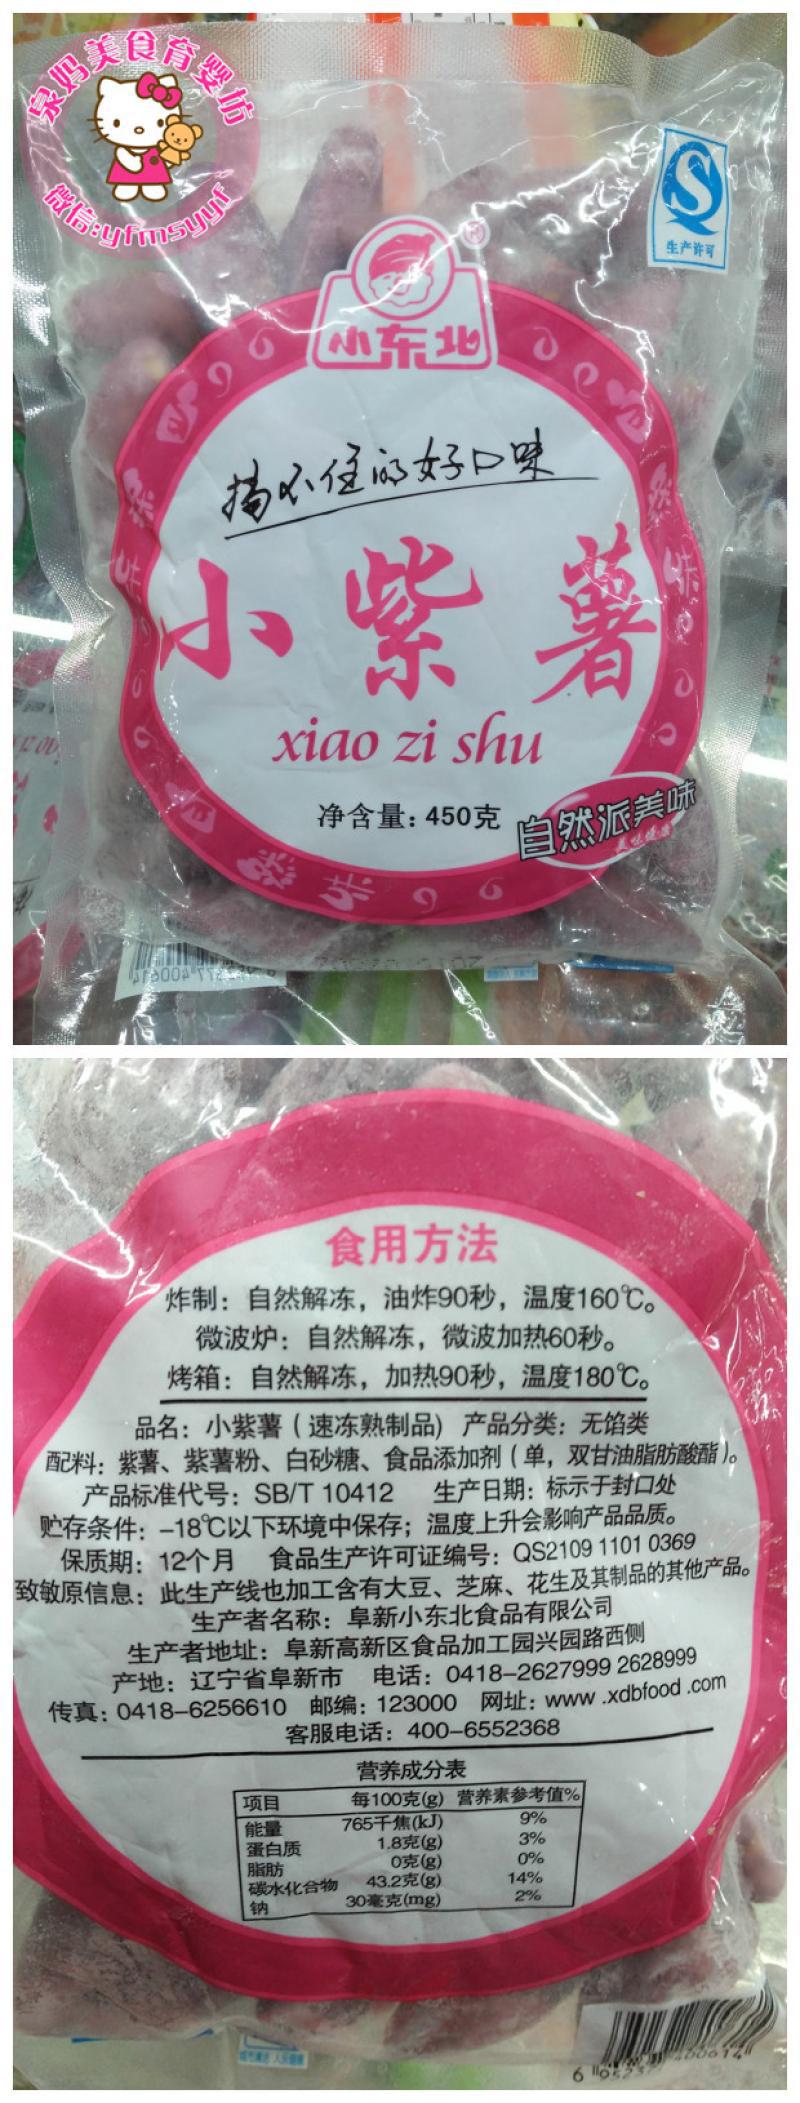 泉妈美食育婴坊
微信:yfmsyyf
生产许可
小东北
搞不住的好口味
小紫薯
xiao zi shu
净含量: 450克
自然派美味
食用方法
炸制：自然解冻，油炸90秒，温度160℃。
微波炉：自然解冻，微波加热60秒。
烤箱：自然解冻，加热90秒，温度180℃。
品名：小紫薯（速冻熟制品） 产品分类：无馅类
配料：紫薯、紫薯粉、白砂糖、食品添加剂（单，双甘油脂肪酸酯）。
产品标准代号：SB/T 10412 生产日期：标示于封口处
贮存条件：-18℃以下环境中保存；温度上升会影响产品品质。
保质期：12个月 食品生产许可证编号：QS2109 1101 0369
致敏原信息：此生产线也加工含有大豆、芝麻、花生及其制品的其他产品。
生产者名称：阜新小东北食品有限公司
生产者地址：阜新高新区食品加工园兴园路西侧
产地：辽宁省阜新市 电话：0418-2627999 2628999
传真：0418-6256610 邮编：123000 网址：www .xdbfood .com
客服电话：400-6552368
营养成分表
项目 每100克(g) 营养素参考值%
能量 765千焦(kJ) 9%
蛋白质 1.8克(g) 3%
脂肪 0克(g) 0%
碳水化合物 43.2克(g) 14%
钠 30毫克(mg) 2%